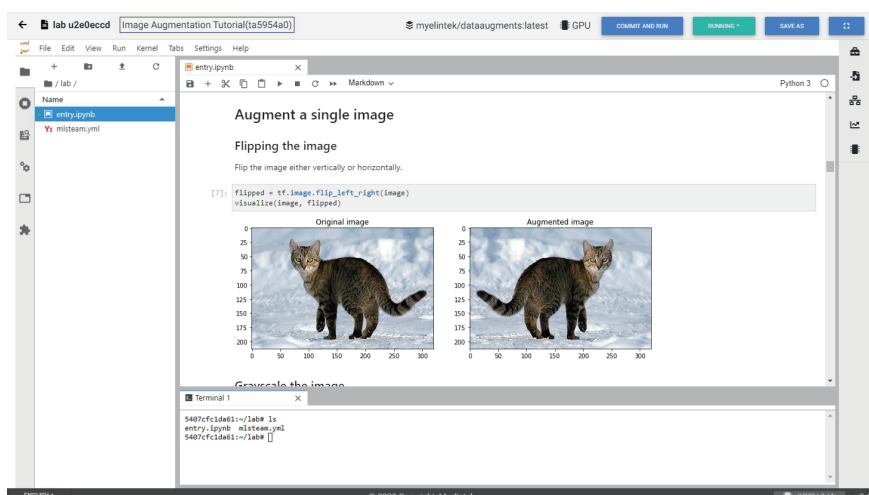 lab u2e0eccd Image Augmentation Tutorial(ta5954a0) myelintek/dataaugments:latest GPU COMMIT AND RUN RUNNING SAVE AS
File Edit View Run Kernel Tabs Settings Help
/ lab /
Name
entry.ipynb
Y: mlsteam.yml
entry.ipynb
Markdown
Python 3
Augment a single image
Flipping the image
Flip the image either vertically or horizontally.
[7]: flipped = tf.image.flip_left_right(image)
visualize(image, flipped)
Original image
0
25
50
75
100
125
150
175
200
0 50 100 150 200 250 300
Augmented image
0
25
50
75
100
125
150
175
200
0 50 100 150 200 250 300
Grayscale the image
Terminal 1
5407cfc1da61:~/lab# ls
entry.ipynb mlsteam.yml
5407cfc1da61:~/lab#